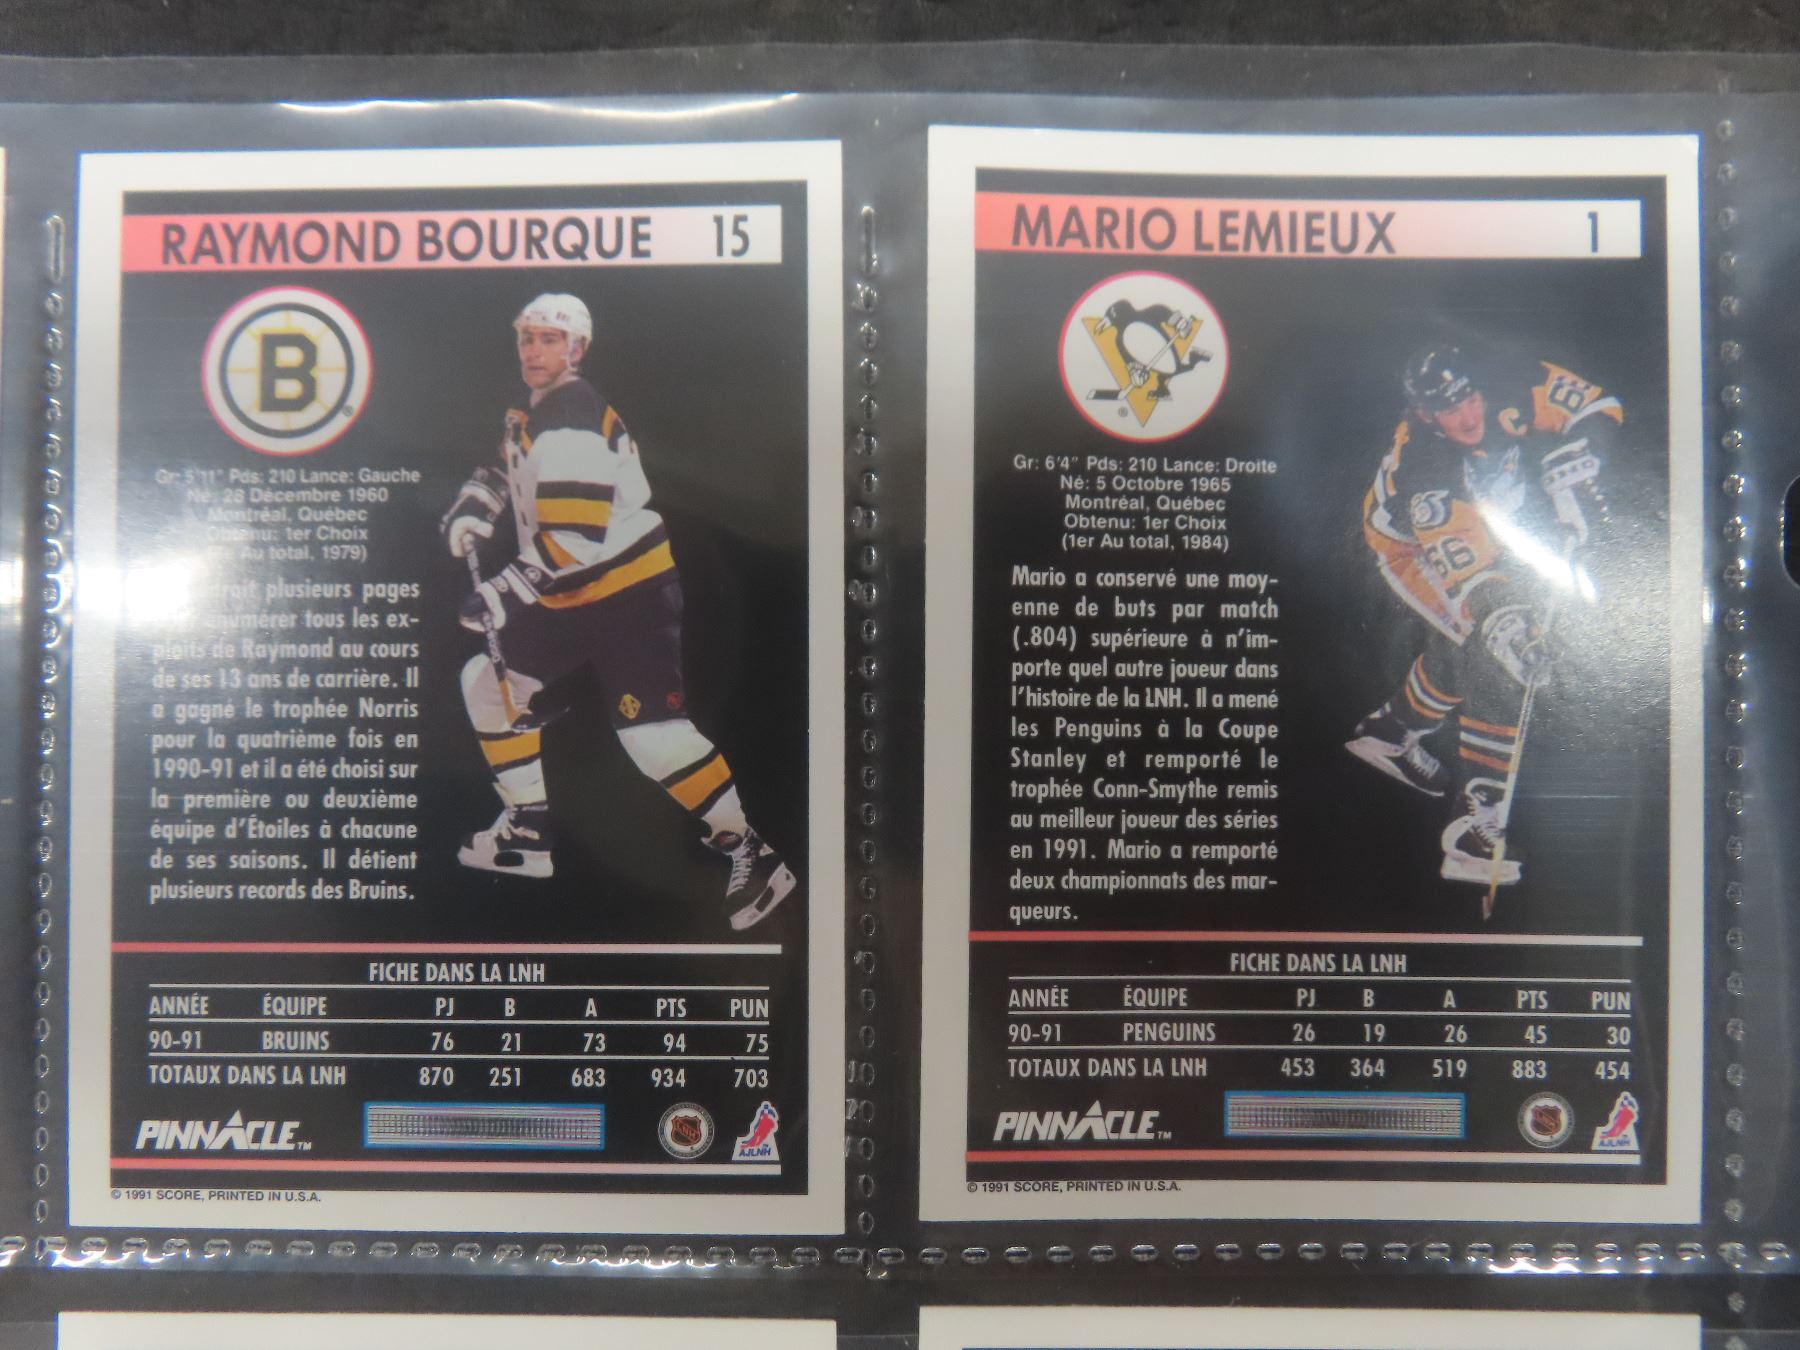 RAYMOND BOURQUE 15
B
Gr: 5'11" Pds: 210 Lance: Gauche
Né: 28 Décembre 1960
Montréal, Québec
Obtenu: 1er Choix
Au total, 1979)
plusieurs pages
énumérer tous les ex-
ploits de Raymond au cours
de ses 13 ans de carrière. Il
a gagné le trophée Norris
pour la quatrième fois en
1990-91 et il a été choisi sur
la première ou deuxième
équipe d'Étoiles à chacune
de ses saisons. Il détient
plusieurs records des Bruins.
FICHE DANS LA LNH
ANNÉE ÉQUIPE PJ B A PTS PUN
90-91 BRUINS 76 21 73 94 75
TOTAUX DANS LA LNH 870 251 683 934 703
PINNACLE™
LNH
AJLNH
© 1991 SCORE, PRINTED IN U.S.A.
MARIO LEMIEUX 1
Gr: 6'4" Pds: 210 Lance: Droite
Né: 5 Octobre 1965
Montréal, Québec
Obtenu: 1er Choix
(1er Au total, 1984)
Mario a conservé une moy-
enne de buts par match
(.804) supérieure à n'im-
porte quel autre joueur dans
l'histoire de la LNH. Il a mené
les Penguins à la Coupe
Stanley et remporté le
trophée Conn-Smythe remis
au meilleur joueur des séries
en 1991. Mario a remporté
deux championnats des mar-
queurs.
C
66
FICHE DANS LA LNH
ANNÉE ÉQUIPE PJ B A PTS PUN
90-91 PENGUINS 26 19 26 45 30
TOTAUX DANS LA LNH 453 364 519 883 454
PINNACLE™
AJLNH
© 1991 SCORE, PRINTED IN U.S.A.